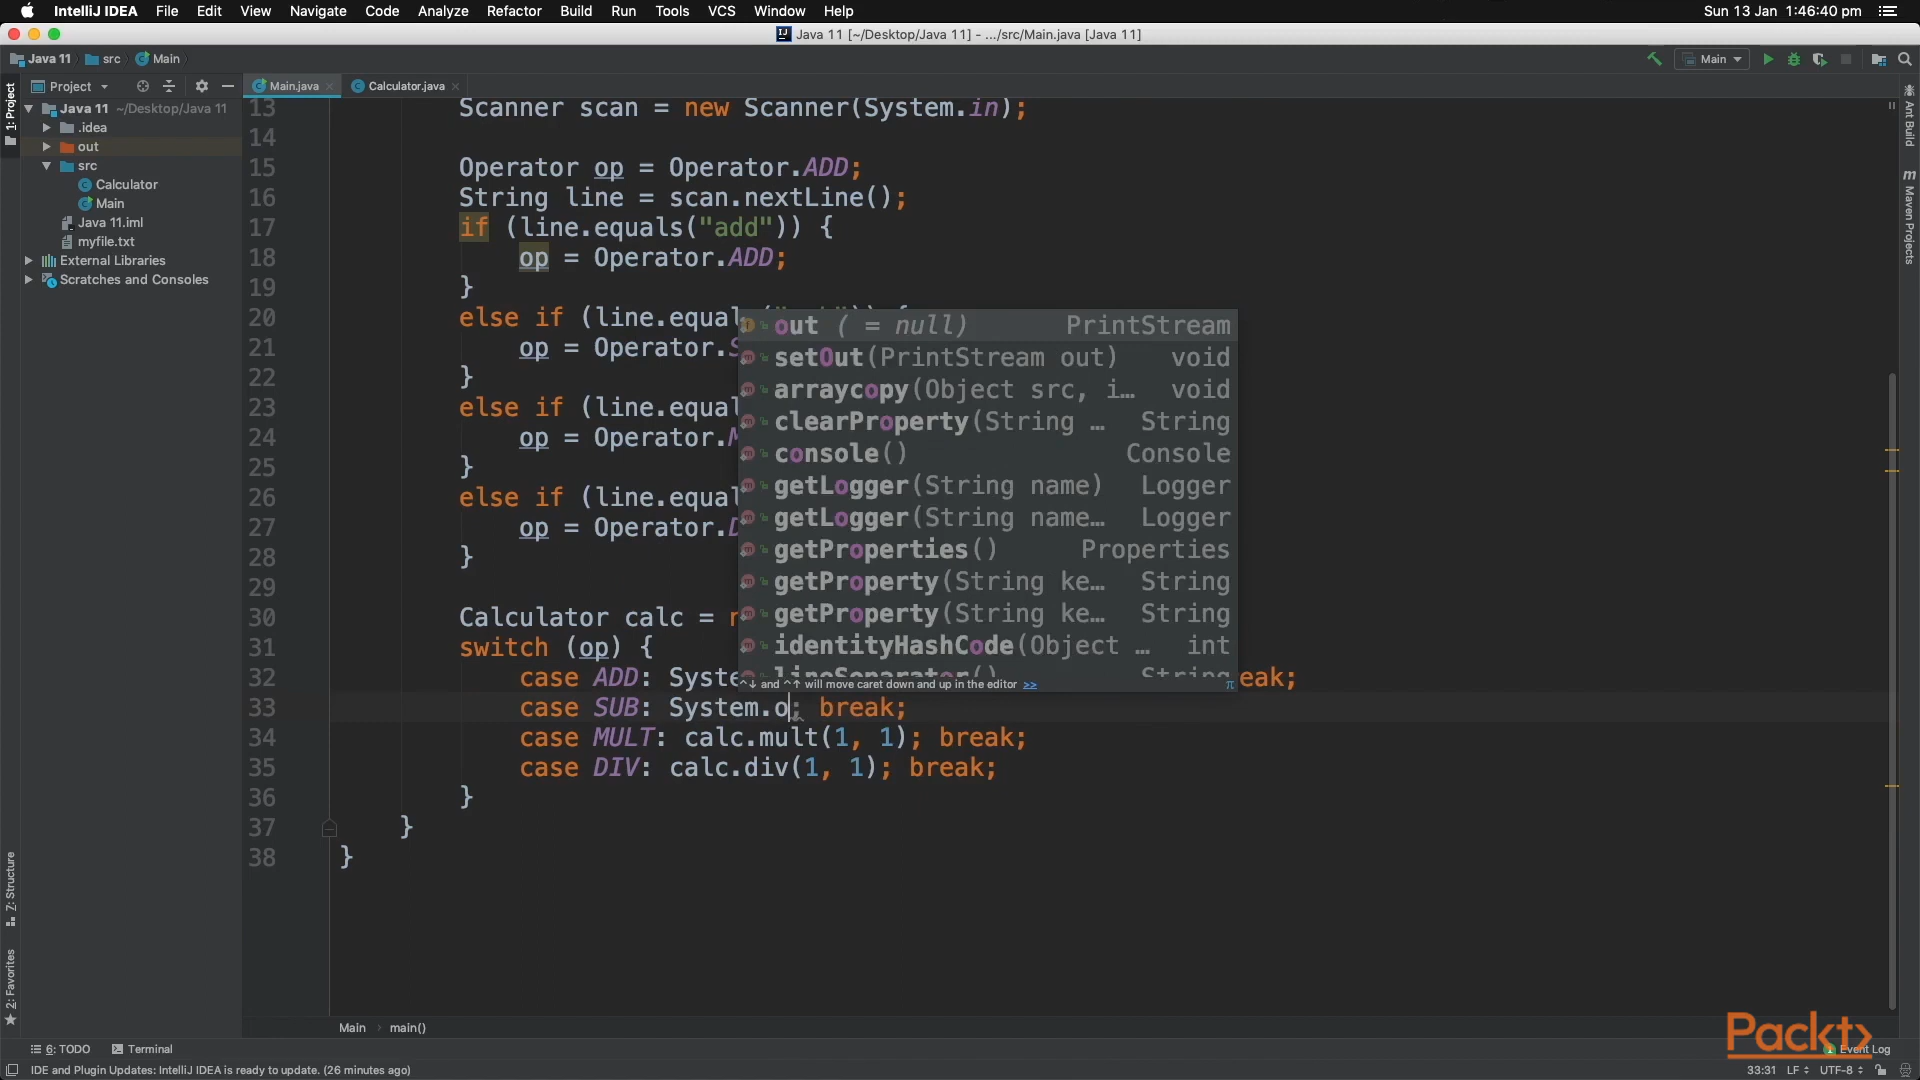 IntelliJ IDEA File Edit View Navigate Code Analyze Refactor Build Run Tools VCS Window Help Sun 13 Jan 1:46:40 pm
Java 11 [~/Desktop/Java 11] - .../src/Main.java [Java 11]
Java 11 src Main Main
Project Main.java Calculator.java
1: Project
Java 11 ~/Desktop/Java 11
.idea
out
src
Calculator
Main
Java 11.iml
myfile.txt
External Libraries
Scratches and Consoles
13 Scanner scan = new Scanner(System.in);
14
15 Operator op = Operator.ADD;
16 String line = scan.nextLine();
17 if (line.equals("add")) {
18 op = Operator.ADD;
19 }
20 else if (line.equal
21 op = Operator.S
22 }
23 else if (line.equal
24 op = Operator.M
25 }
26 else if (line.equal
27 op = Operator.D
28 }
29
30 Calculator calc = n
31 switch (op) {
32 case ADD: Syste eak;
33 case SUB: System.o; break;
34 case MULT: calc.mult(1, 1); break;
35 case DIV: calc.div(1, 1); break;
36 }
37 }
38 }
out ( = null) PrintStream
setOut(PrintStream out) void
arraycopy(Object src, i… void
clearProperty(String … String
console() Console
getLogger(String name) Logger
getLogger(String name… Logger
getProperties() Properties
getProperty(String ke… String
getProperty(String ke… String
identityHashCode(Object … int
lineSeparator() String
^↓ and ^↑ will move caret down and up in the editor >> π
Ant Build
m Maven Projects
7: Structure
2: Favorites
Main main()
Packt>
6: TODO Terminal 1 Event Log
IDE and Plugin Updates: IntelliJ IDEA is ready to update. (26 minutes ago) 33:31 LF UTF-8